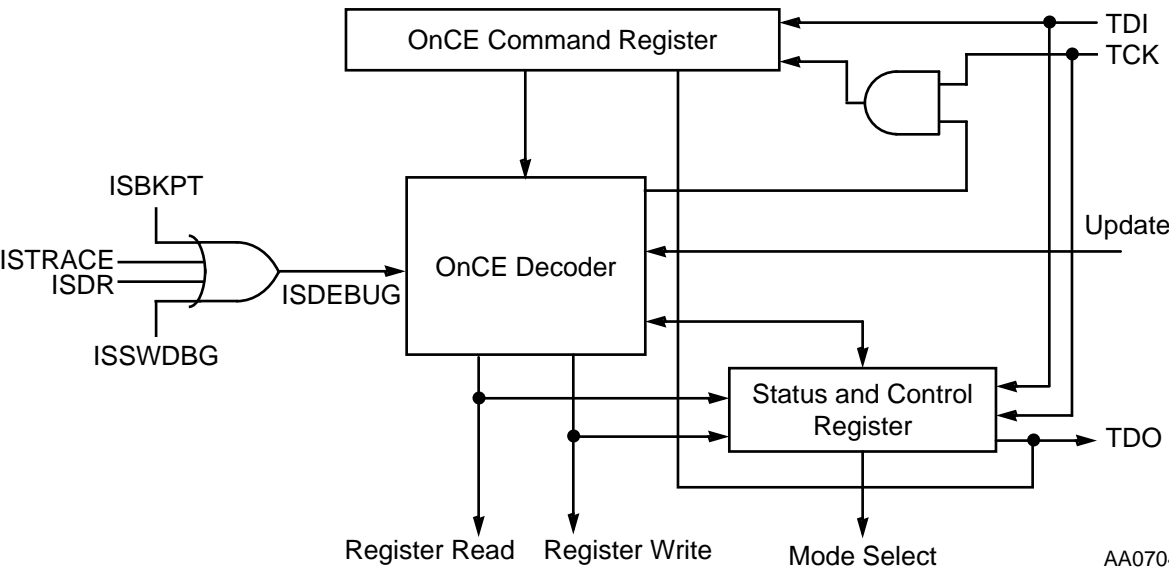 OnCE Command Register
TDI
TCK
ISBKPT
Update
ISTRACE
OnCE Decoder
ISDR
ISDEBUG
ISSWDBG
Status and Control
Register
TDO
Register Read
Register Write
Mode Select